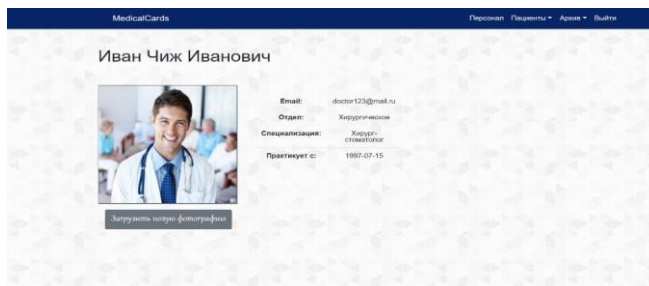 MedicalCards
Персонал Пациенты Архив Выйти
Иван Чиж Иванович
Email: doctor123@mail.ru
Отдел: Хирургическое
Специализация: Хирург-
стоматолог
Практикует с: 1997-07-15
Загрузить новую фотографию